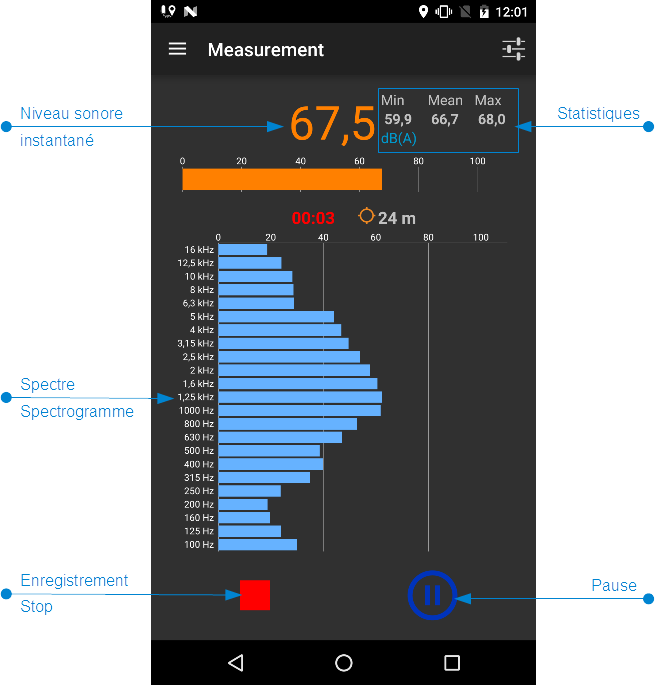 12:01
Measurement
Niveau sonore
instantané
67,5
Min Mean Max
59,9 66,7 68,0
dB(A)
Statistiques
0 20 40 60 80 100
00:03 24 m
0 20 40 60 80 100
16 kHz
12,5 kHz
10 kHz
8 kHz
6,3 kHz
5 kHz
4 kHz
3,15 kHz
2,5 kHz
2 kHz
1,6 kHz
1,25 kHz
1000 Hz
800 Hz
630 Hz
500 Hz
400 Hz
315 Hz
250 Hz
200 Hz
160 Hz
125 Hz
100 Hz
Spectre
Spectrogramme
Enregistrement
Stop
Pause